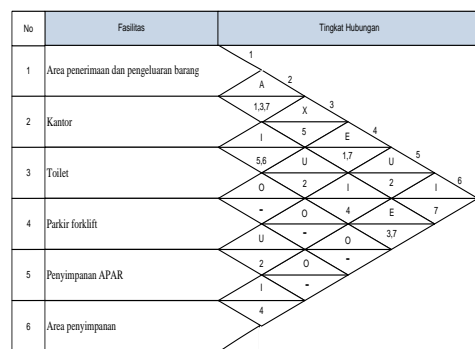 No Fasilitas Tingkat Hubungan
1
1 Area penerimaan dan pengeluaran barang
A 2
1,3,7 X 3
2 Kantor
I 5 E 4
5,6 U 1,7 U 5
3 Toilet
O 2 I 2 I 6
- O 4 E 7
4 Parkir forklift
U - O 3,7
2 O -
5 Penyimpanan APAR
I -
4
6 Area penyimpanan